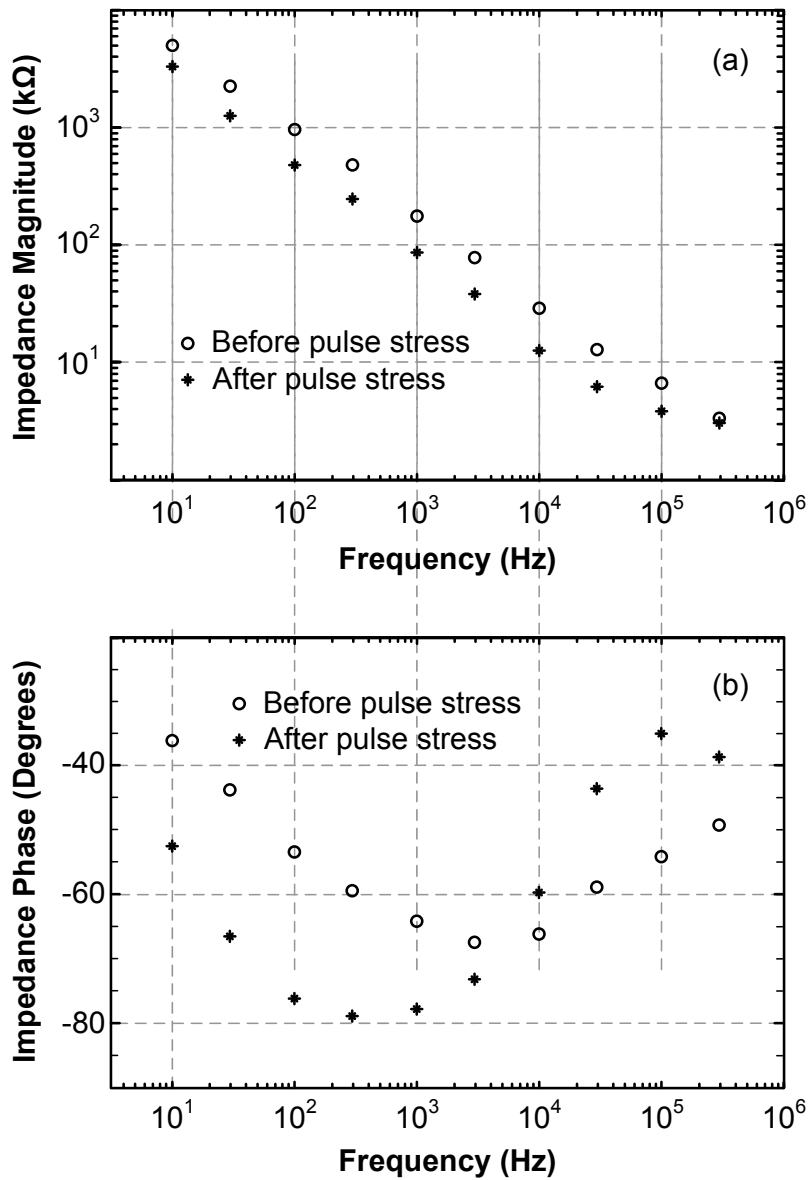 (a)
Impedance Magnitude (kΩ)
10³
10²
10¹
Before pulse stress
After pulse stress
10¹ 10² 10³ 10⁴ 10⁵ 10⁶
Frequency (Hz)
(b)
Impedance Phase (Degrees)
Before pulse stress
After pulse stress
-40
-60
-80
10¹ 10² 10³ 10⁴ 10⁵ 10⁶
Frequency (Hz)